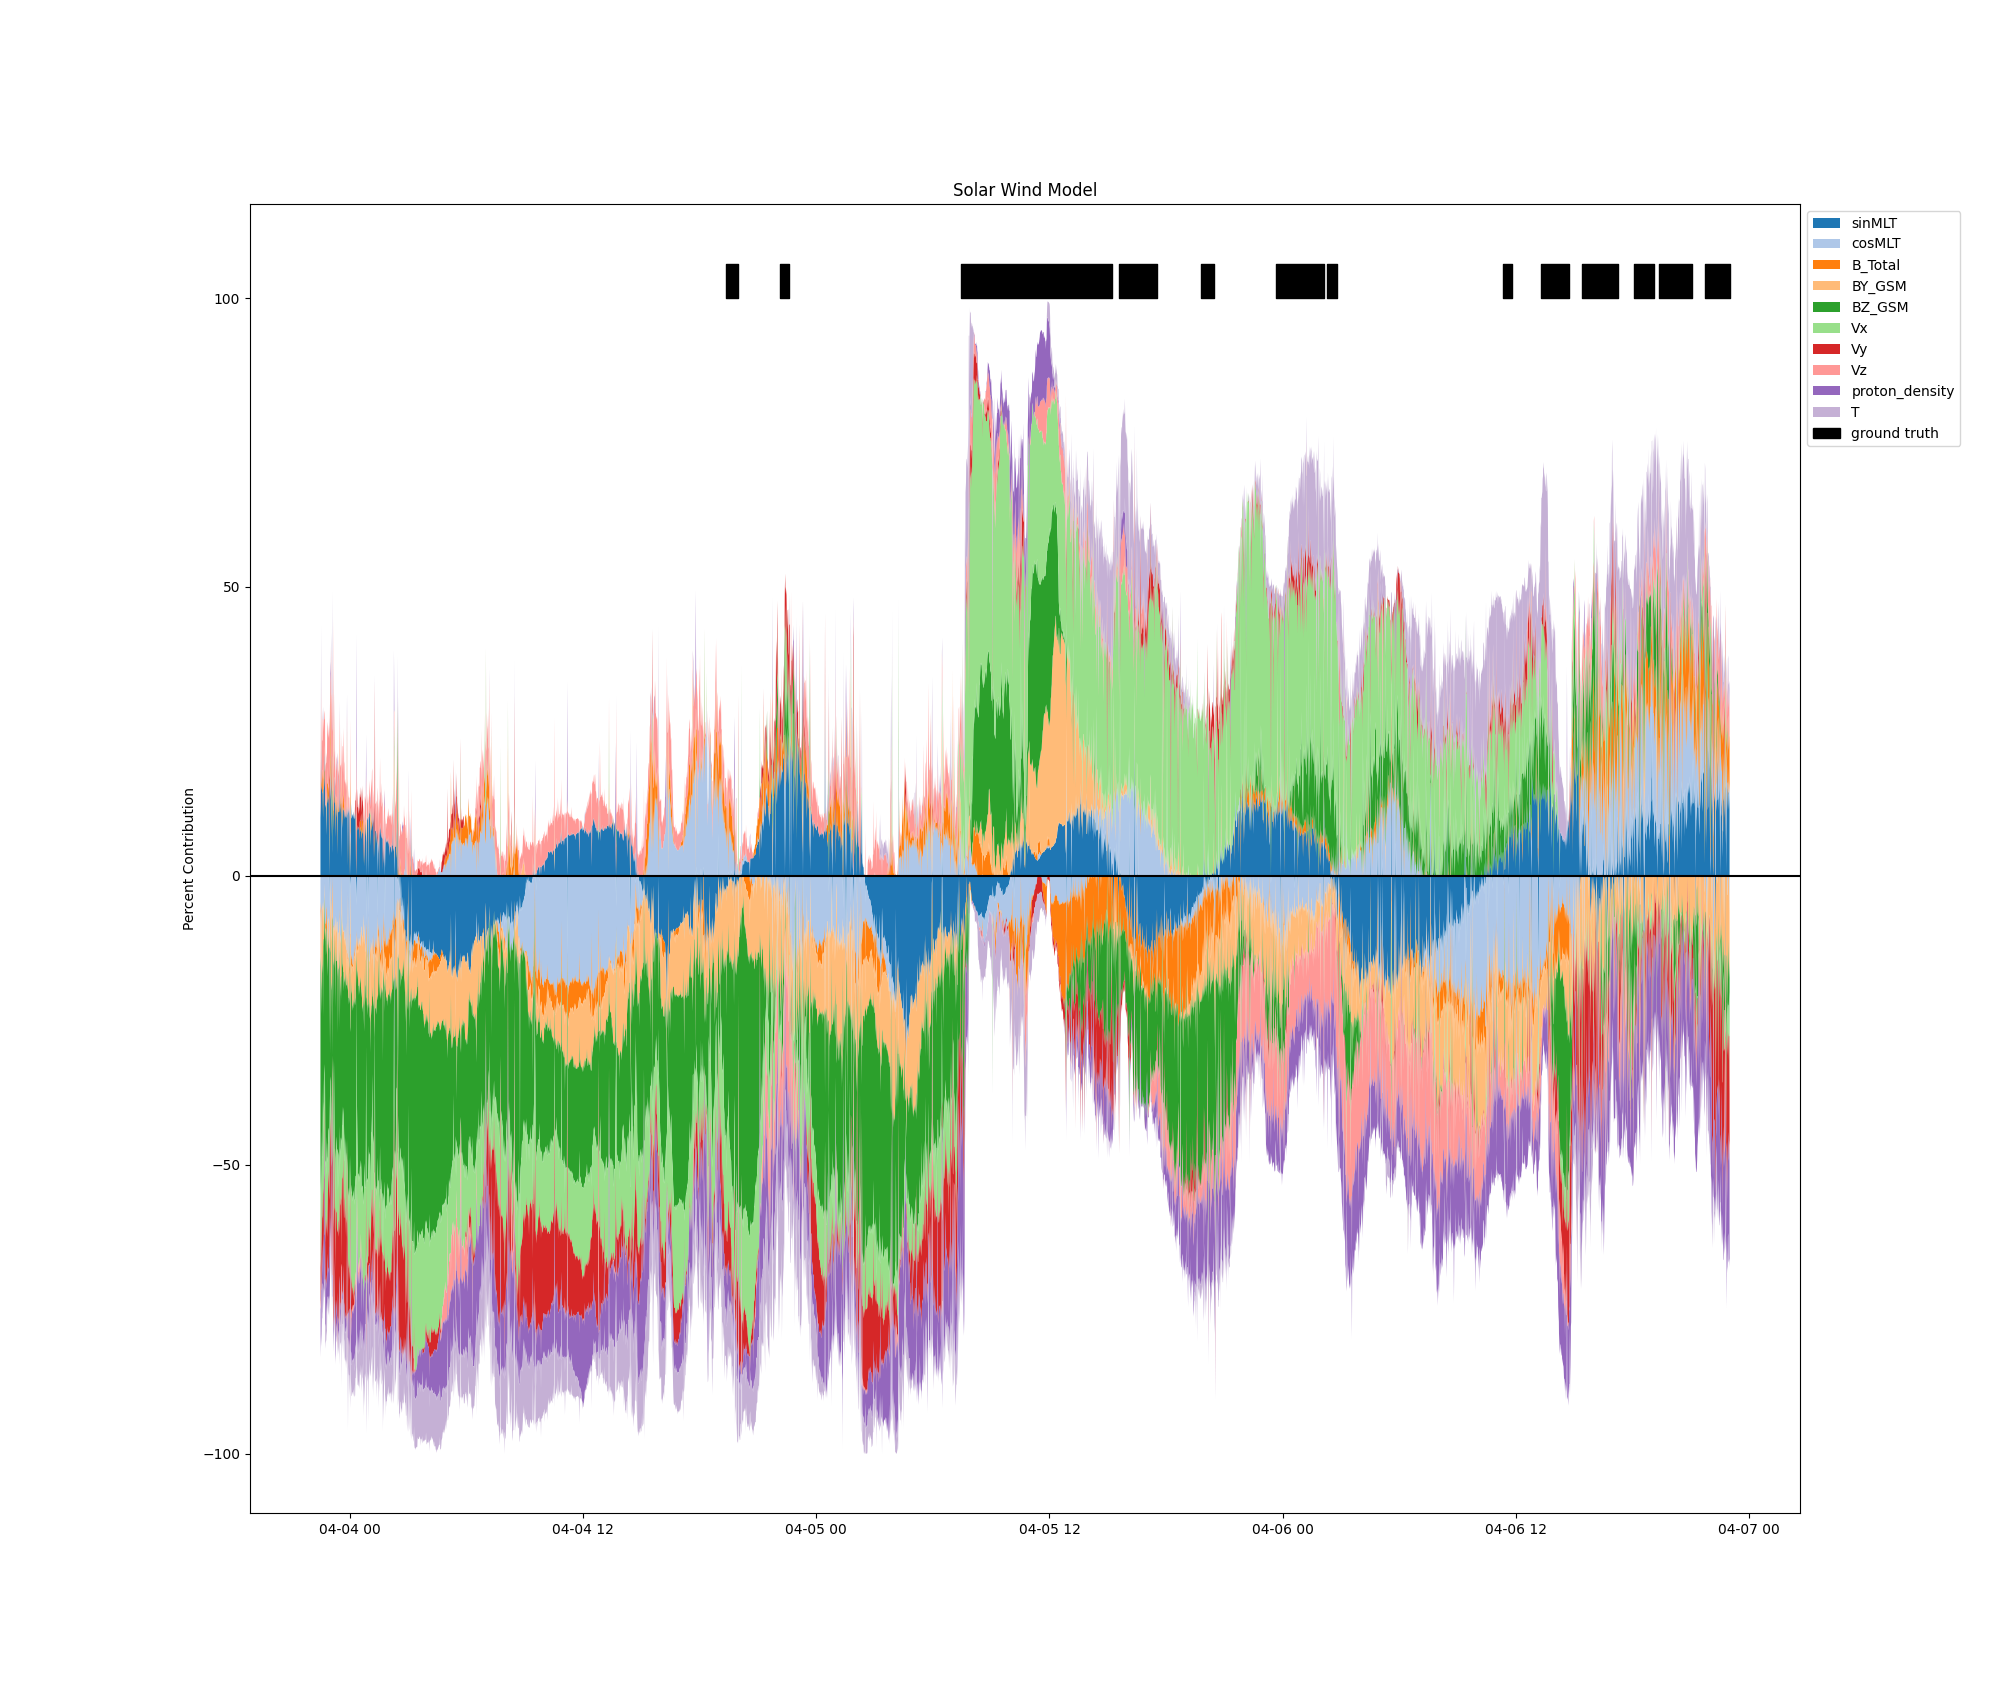 Solar Wind Model
sinMLT
cosMLT
B_Total
BY_GSM
BZ_GSM
Vx
Vy
Vz
proton_density
T
ground truth
100
50
0
−50
−100
Percent Contribution
04-04 00
04-04 12
04-05 00
04-05 12
04-06 00
04-06 12
04-07 00